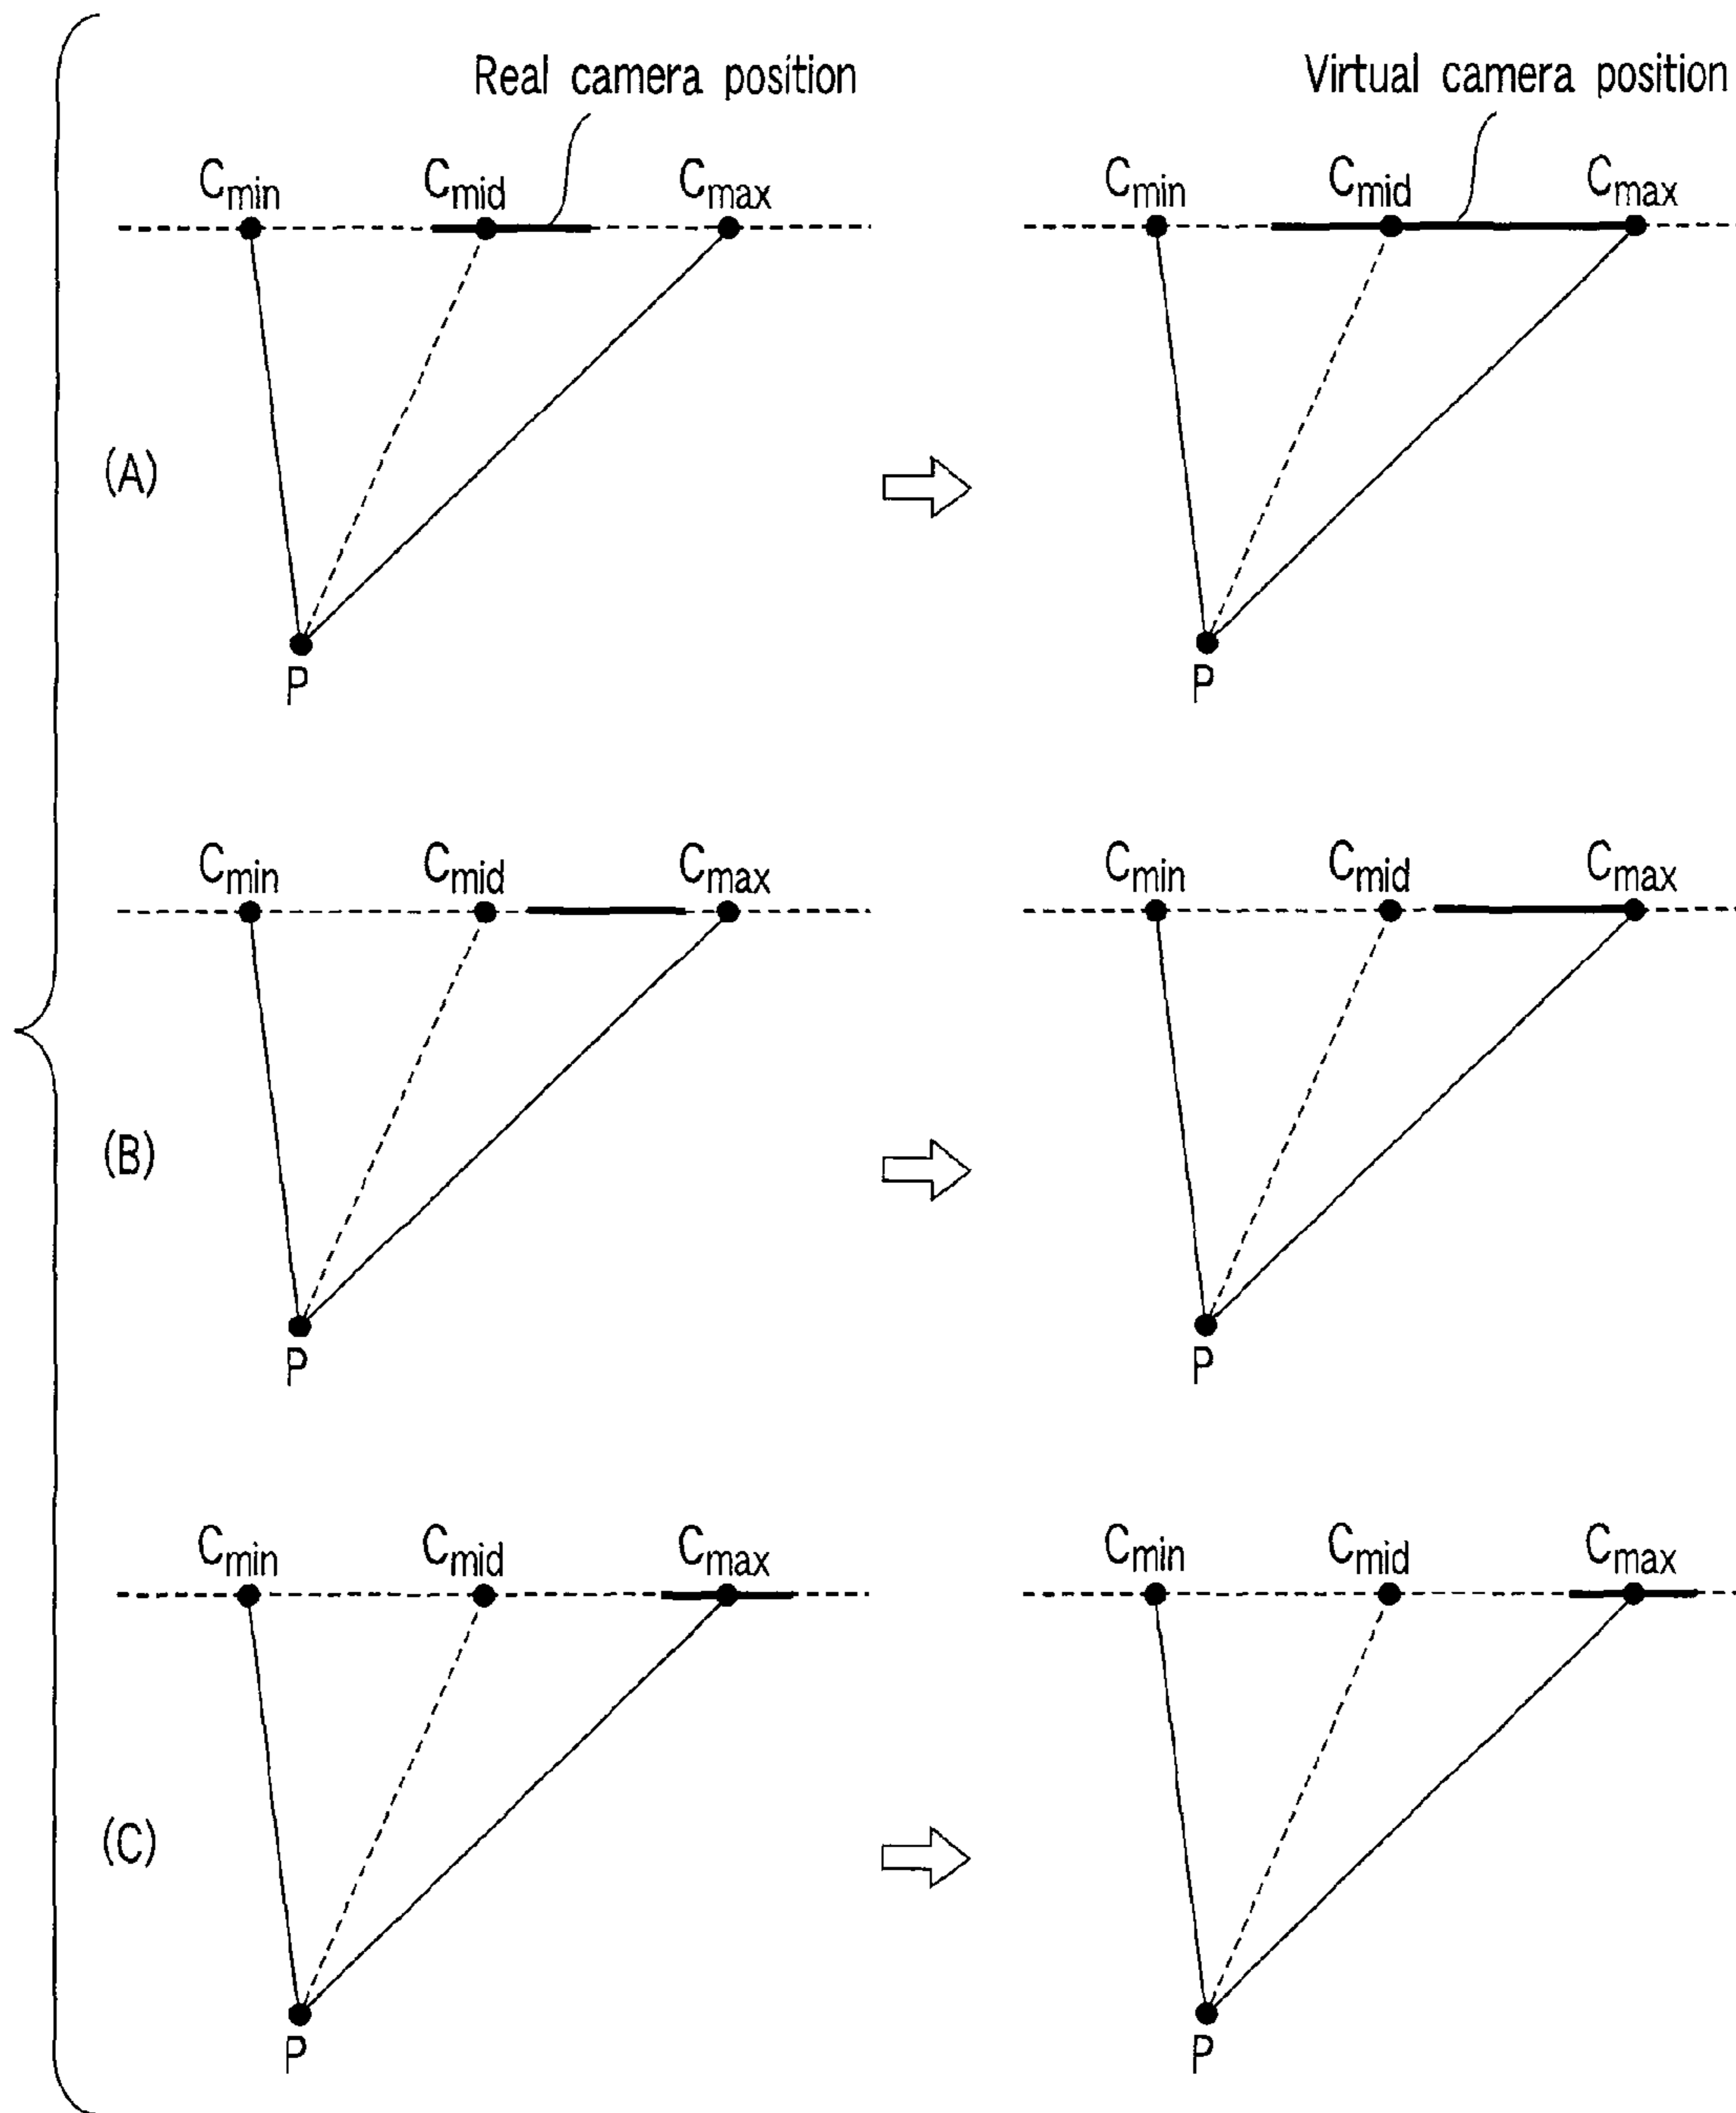 Real camera position
Virtual camera position
Cmin Cmid Cmax
Cmin Cmid Cmax
(A)
P
P
Cmin Cmid Cmax
Cmin Cmid Cmax
(B)
P
P
Cmin Cmid Cmax
Cmin Cmid Cmax
(C)
P
P